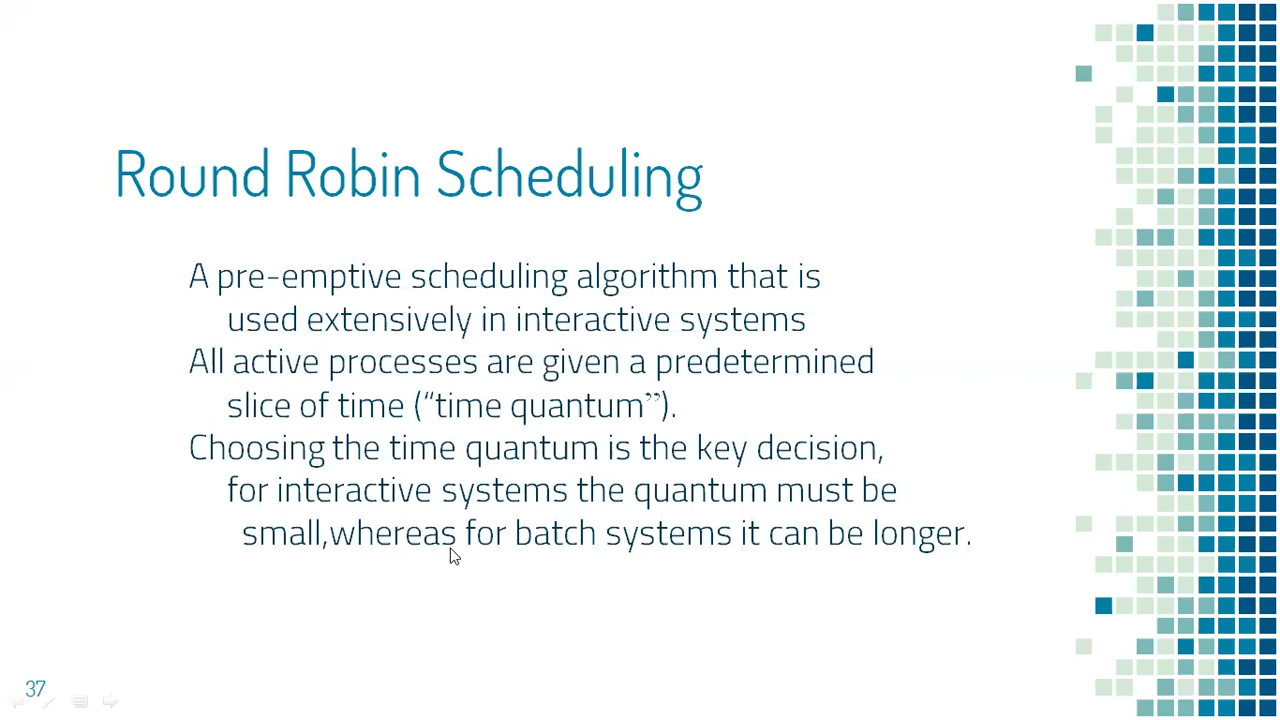 Round Robin Scheduling
A pre-emptive scheduling algorithm that is
used extensively in interactive systems
All active processes are given a predetermined
slice of time (“time quantum”).
Choosing the time quantum is the key decision,
for interactive systems the quantum must be
small,whereas for batch systems it can be longer.
37